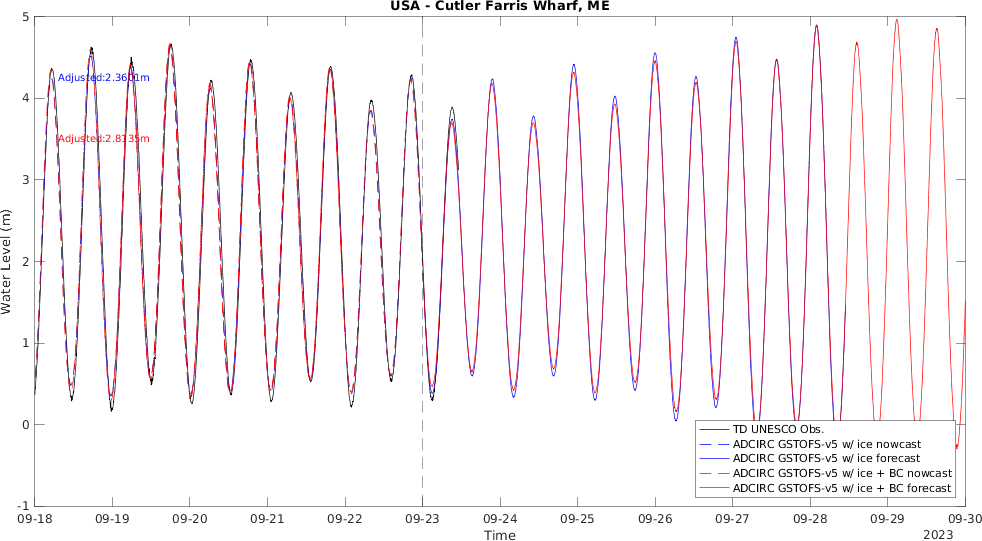 USA - Cutler Farris Wharf, ME
5
4
3
2
1
0
-1
Water Level (m)
Adjusted:2.3601m
Adjusted:2.8135m
TD UNESCO Obs.
ADCIRC GSTOFS-v5 w/ ice nowcast
ADCIRC GSTOFS-v5 w/ ice forecast
ADCIRC GSTOFS-v5 w/ ice + BC nowcast
ADCIRC GSTOFS-v5 w/ ice + BC forecast
09-18 09-19 09-20 09-21 09-22 09-23 09-24 09-25 09-26 09-27 09-28 09-29 09-30
Time
2023